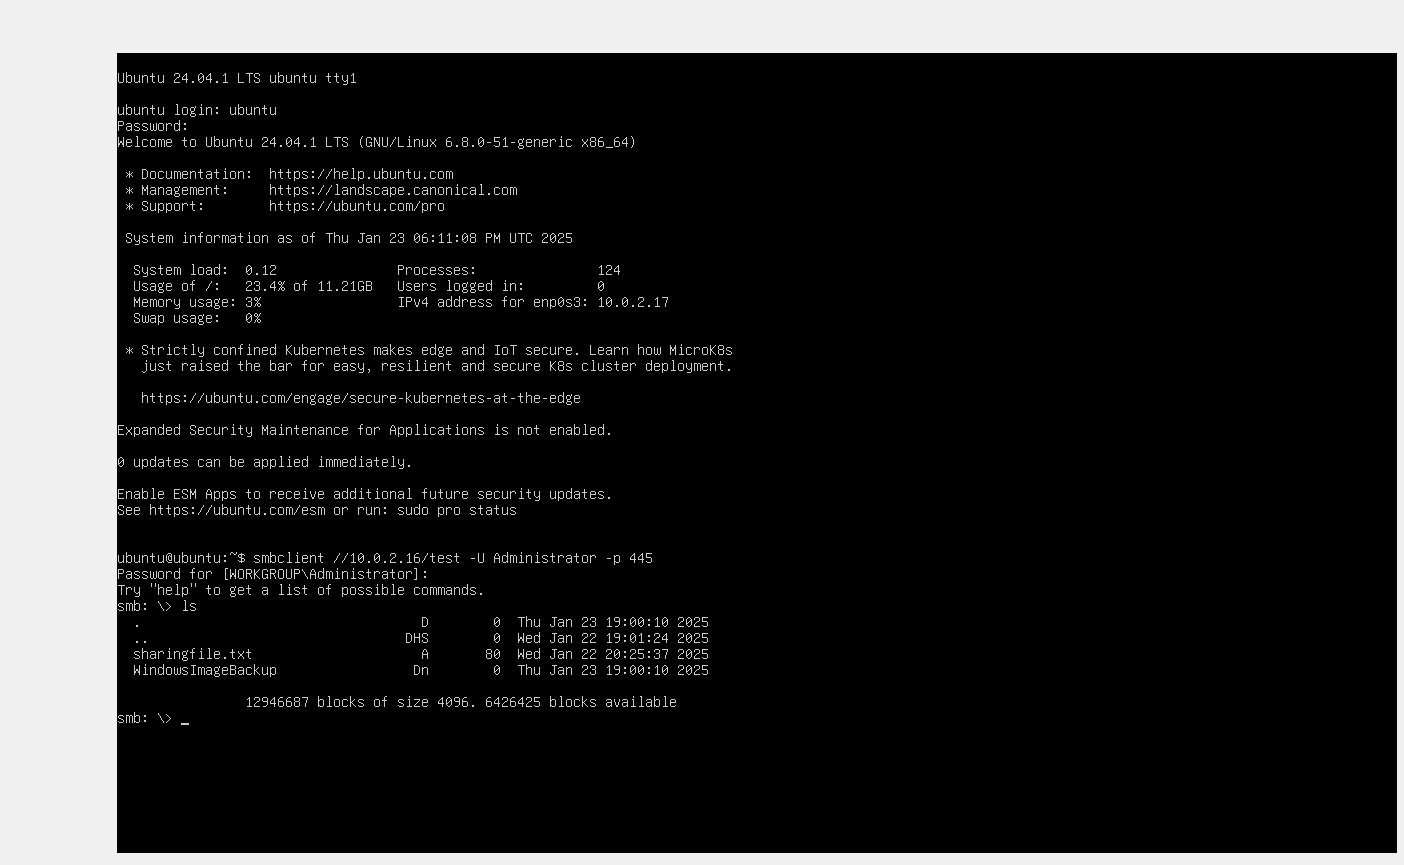 Ubuntu 24.04.1 LTS ubuntu tty1
ubuntu login: ubuntu
Password:
Welcome to Ubuntu 24.04.1 LTS (GNU/Linux 6.8.0-51-generic x86_64)
* Documentation:  https://help.ubuntu.com
* Management:     https://landscape.canonical.com
* Support:        https://ubuntu.com/pro
System information as of Thu Jan 23 06:11:08 PM UTC 2025
System load:  0.12               Processes:               124
Usage of /:   23.4% of 11.21GB   Users logged in:         0
Memory usage: 3%                 IPv4 address for enp0s3: 10.0.2.17
Swap usage:   0%
* Strictly confined Kubernetes makes edge and IoT secure. Learn how MicroK8s
just raised the bar for easy, resilient and secure K8s cluster deployment.
https://ubuntu.com/engage/secure-kubernetes-at-the-edge
Expanded Security Maintenance for Applications is not enabled.
0 updates can be applied immediately.
Enable ESM Apps to receive additional future security updates.
See https://ubuntu.com/esm or run: sudo pro status
ubuntu@ubuntu:~$ smbclient //10.0.2.16/test -U Administrator -p 445
Password for [WORKGROUP\Administrator]:
Try "help" to get a list of possible commands.
smb: \> ls
.                                   D        0  Thu Jan 23 19:00:10 2025
..                                DHS        0  Wed Jan 22 19:01:24 2025
sharingfile.txt                     A       80  Wed Jan 22 20:25:37 2025
WindowsImageBackup                 Dn        0  Thu Jan 23 19:00:10 2025
12946687 blocks of size 4096. 6426425 blocks available
smb: \> _